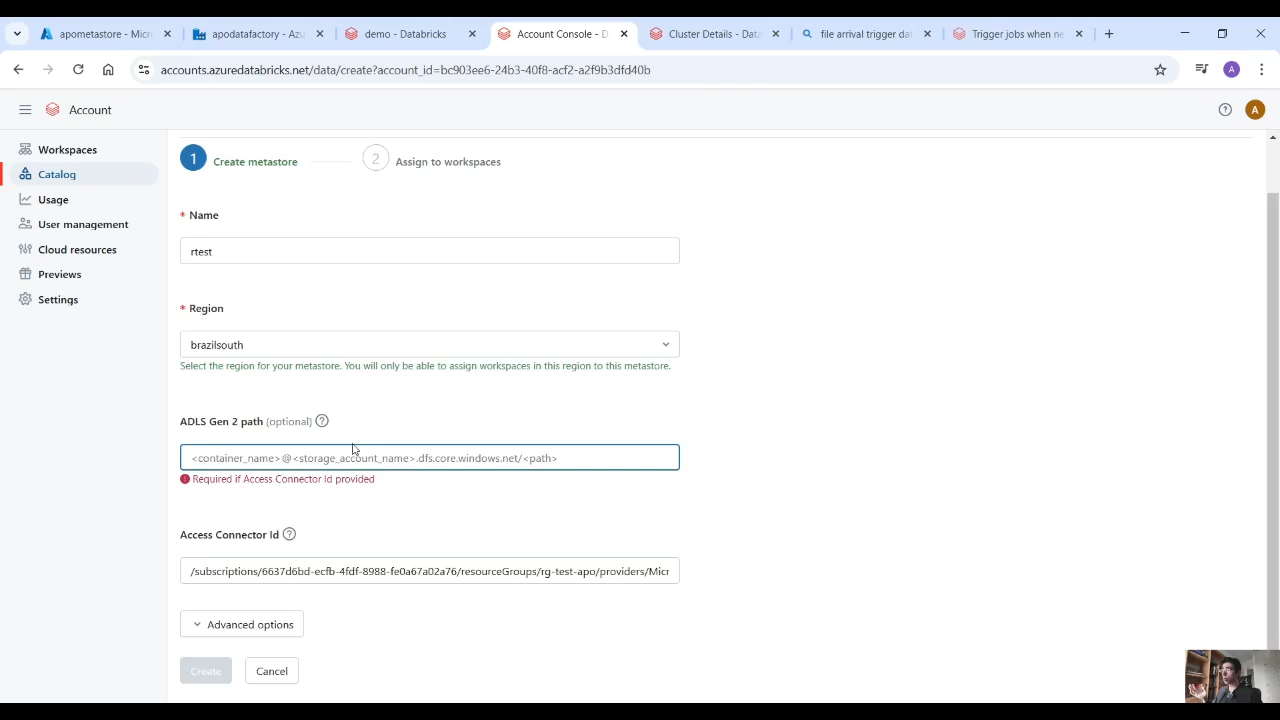 apometastore - Micr
apodatafactory - Azu
demo - Databricks
Account Console - D
Cluster Details - Dat
file arrival trigger dat
Trigger jobs when ne
accounts.azuredatabricks.net/data/create?account_id=bc903ee6-24b3-40f8-acf2-a2f9b3dfd40b
A
Account
A
Workspaces
Catalog
Usage
User management
Cloud resources
Previews
Settings
1 Create metastore
2 Assign to workspaces
* Name
rtest
* Region
brazilsouth
Select the region for your metastore. You will only be able to assign workspaces in this region to this metastore.
ADLS Gen 2 path (optional)
<container_name>@<storage_account_name>.dfs.core.windows.net/<path>
Required if Access Connector Id provided
Access Connector Id
/subscriptions/6637d6bd-ecfb-4fdf-8988-fe0a67a02a76/resourceGroups/rg-test-apo/providers/Micr
Advanced options
Create
Cancel